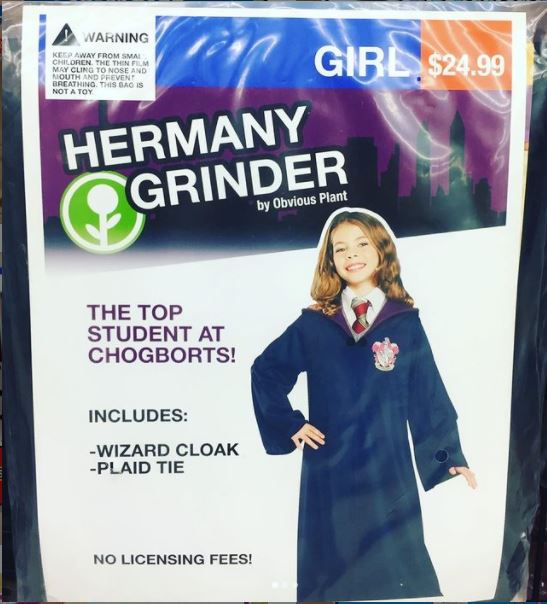 WARNING
KEEP AWAY FROM SMALL
CHILDREN. THE THIN FILM
MAY CLING TO NOSE AND
MOUTH AND PREVENT
BREATHING. THIS BAG IS
NOT A TOY.
GIRL $24.99
HERMANY
GRINDER
by Obvious Plant
THE TOP
STUDENT AT
CHOGBORTS!
INCLUDES:
-WIZARD CLOAK
-PLAID TIE
NO LICENSING FEES!